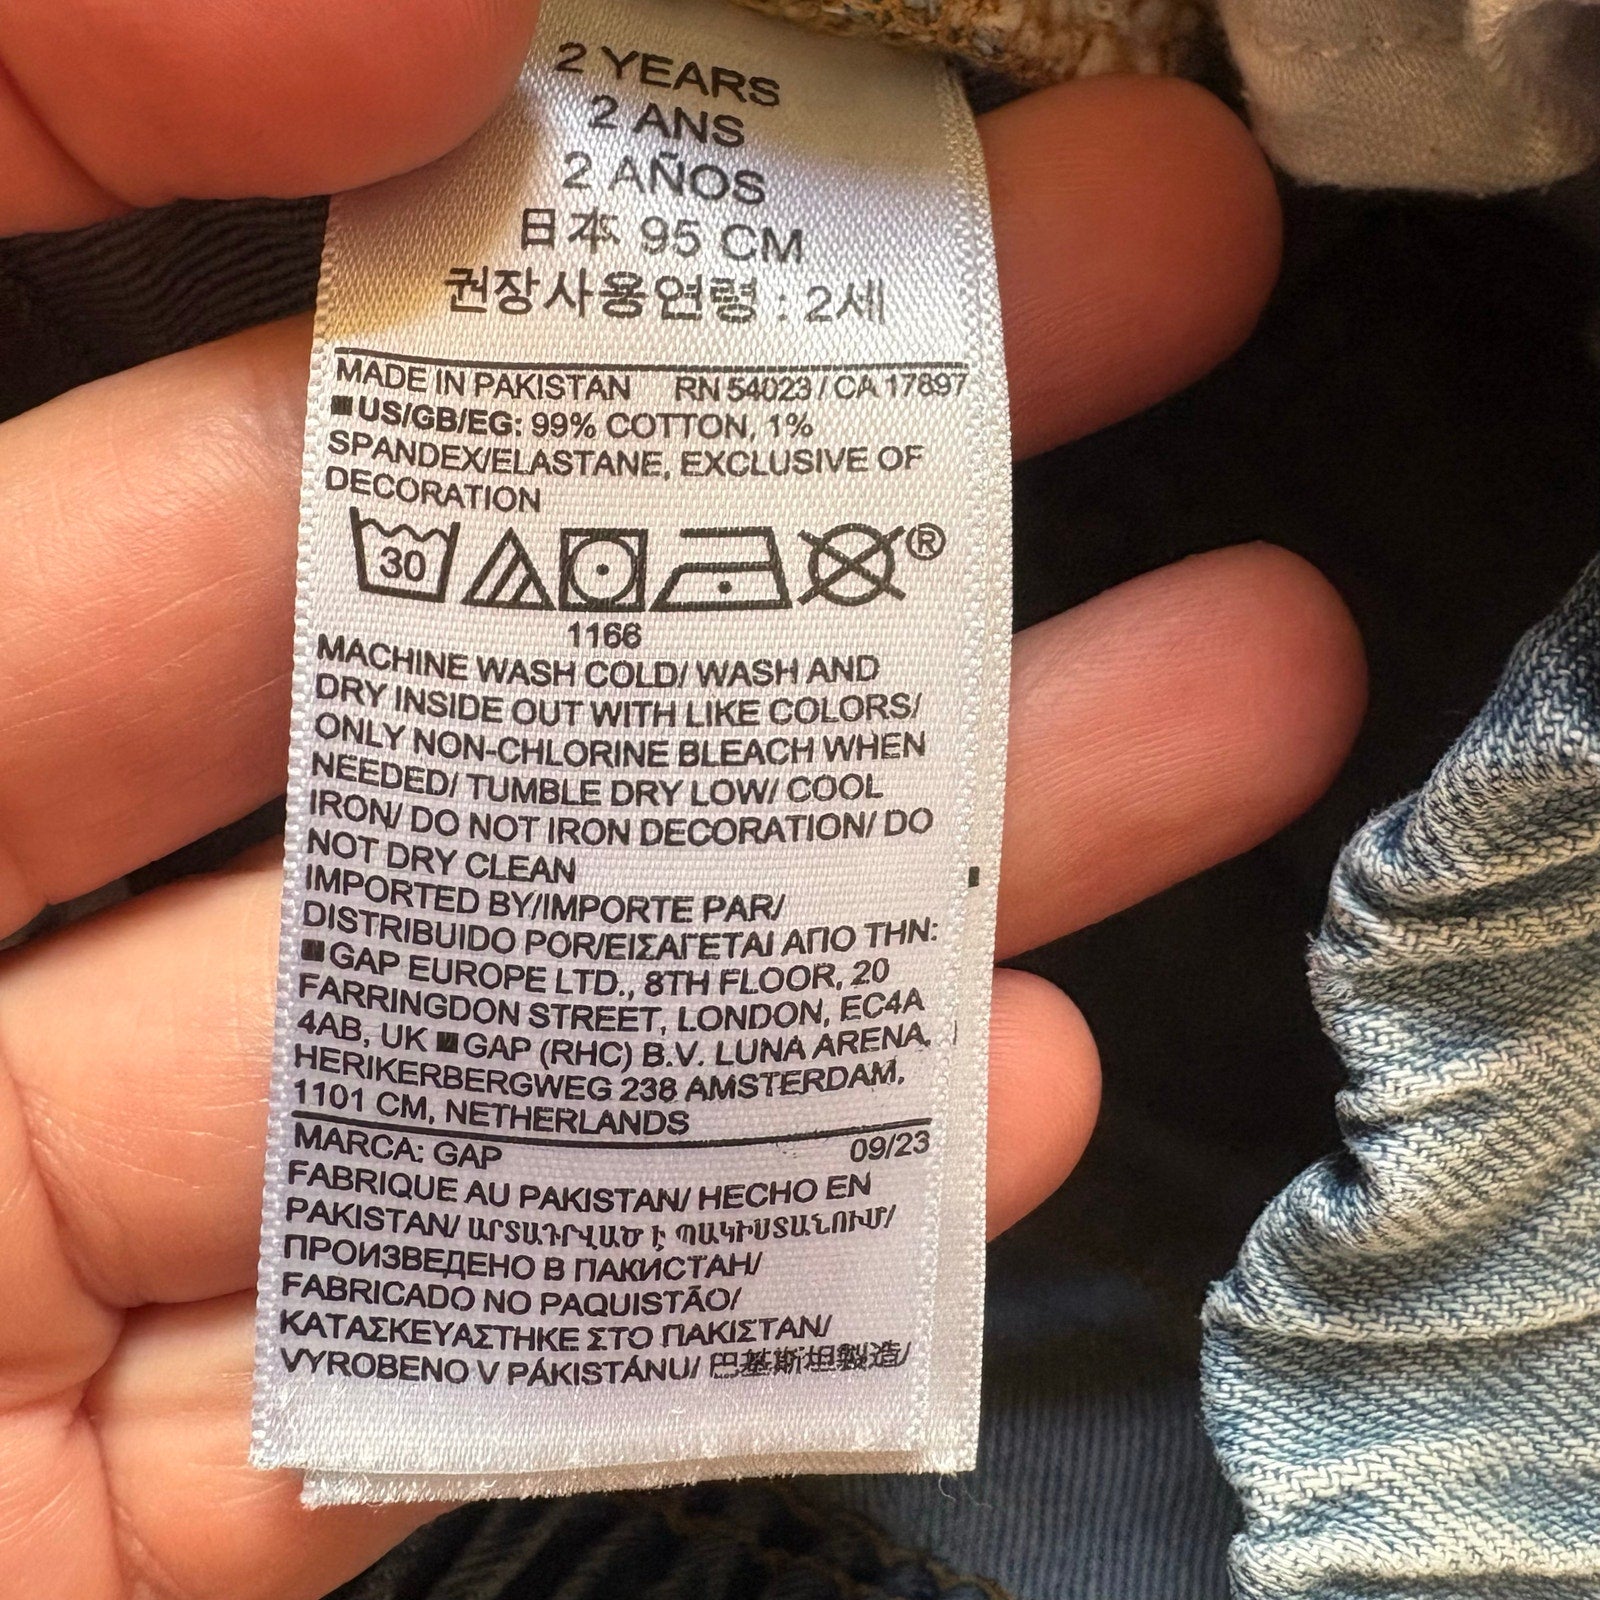 2 YEARS
2 ANS
2 AÑOS
日本 95 CM
권장사용연령 : 2세
MADE IN PAKISTAN RN 54023 / CA 17897
■ US/GB/EG: 99% COTTON, 1%
SPANDEX/ELASTANE, EXCLUSIVE OF
DECORATION
30 ®
1166
MACHINE WASH COLD/ WASH AND
DRY INSIDE OUT WITH LIKE COLORS/
ONLY NON-CHLORINE BLEACH WHEN
NEEDED/ TUMBLE DRY LOW/ COOL
IRON/ DO NOT IRON DECORATION/ DO
NOT DRY CLEAN
IMPORTED BY/IMPORTE PAR/
DISTRIBUIDO POR/ΕΙΣΑΓΕΤΑΙ ΑΠΟ ΤΗΝ:
■ GAP EUROPE LTD., 8TH FLOOR, 20
FARRINGDON STREET, LONDON, EC4A
4AB, UK ■ GAP (RHC) B.V. LUNA ARENA,
HERIKERBERGWEG 238 AMSTERDAM,
1101 CM, NETHERLANDS
MARCA: GAP 09/23
FABRIQUE AU PAKISTAN/ HECHO EN
PAKISTAN/ ԱՐՏԱԴՐՎԱԾ Է ՊԱԿԻՍՏԱՆՈՒՄ/
ПРОИЗВЕДЕНО В ПАКИСТАН/
FABRICADO NO PAQUISTÃO/
ΚΑΤΑΣΚΕΥΑΣΤΗΚΕ ΣΤΟ ΠΑΚΙΣΤΑΝ/
VYROBENO V PÁKISTÁNU/ 巴基斯坦製造/